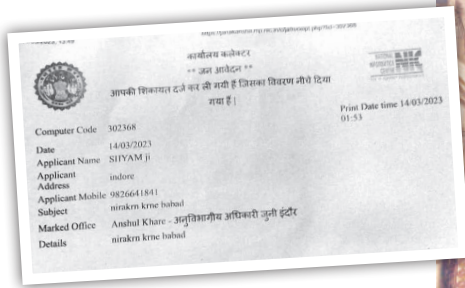 कार्यालय कलेक्टर
** जन आवेदन **
आपकी शिकायत दर्ज कर ली गयी हैं जिसका विवरण नीचे दिया
गया हैं |
Print Date time 14/03/2023
01:53
Computer Code 302368
Date 14/03/2023
Applicant Name SHYAM ji
Applicant
Address indore
Applicant Mobile 9826641841
Subject nirakrn krne babad
Marked Office Anshul Khare - अनुविभागीय अधिकारी जुनी इंदौर
Details nirakrn krne babad